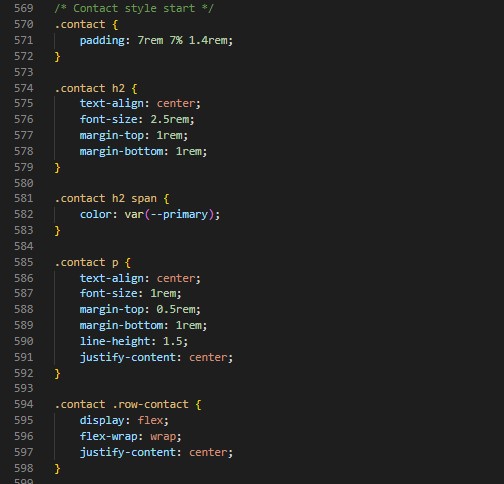 569 /* Contact style start */
570 .contact {
571     padding: 7rem 7% 1.4rem;
572 }
573
574 .contact h2 {
575     text-align: center;
576     font-size: 2.5rem;
577     margin-top: 1rem;
578     margin-bottom: 1rem;
579 }
580
581 .contact h2 span {
582     color: var(--primary);
583 }
584
585 .contact p {
586     text-align: center;
587     font-size: 1rem;
588     margin-top: 0.5rem;
589     margin-bottom: 1rem;
590     line-height: 1.5;
591     justify-content: center;
592 }
593
594 .contact .row-contact {
595     display: flex;
596     flex-wrap: wrap;
597     justify-content: center;
598 }
599